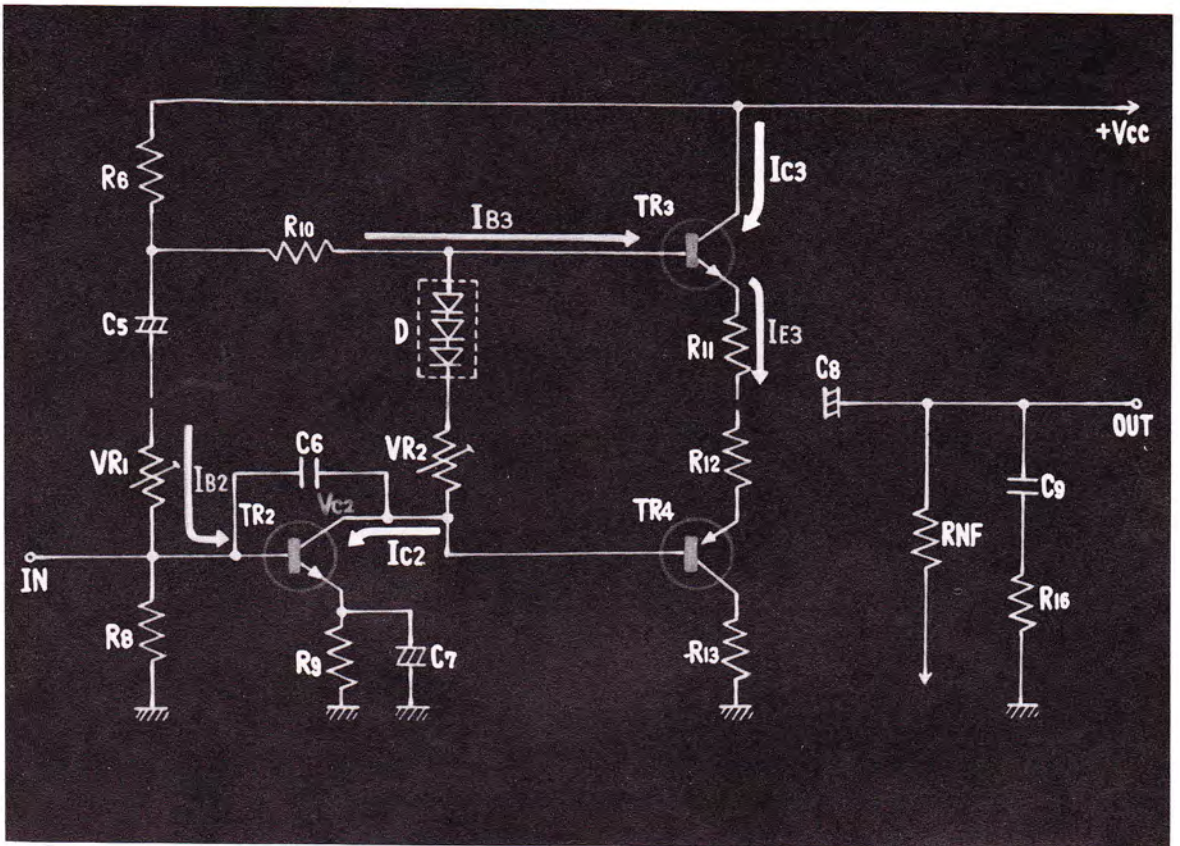 +Vcc
IC3
R6
TR3
IB3
R10
C5
D
R11
IE3
C8
OUT
VR1
IB2
C6
VR2
R12
C9
VC2
TR2
TR4
IC2
RNF
IN
R16
R8
R9
C7
R13